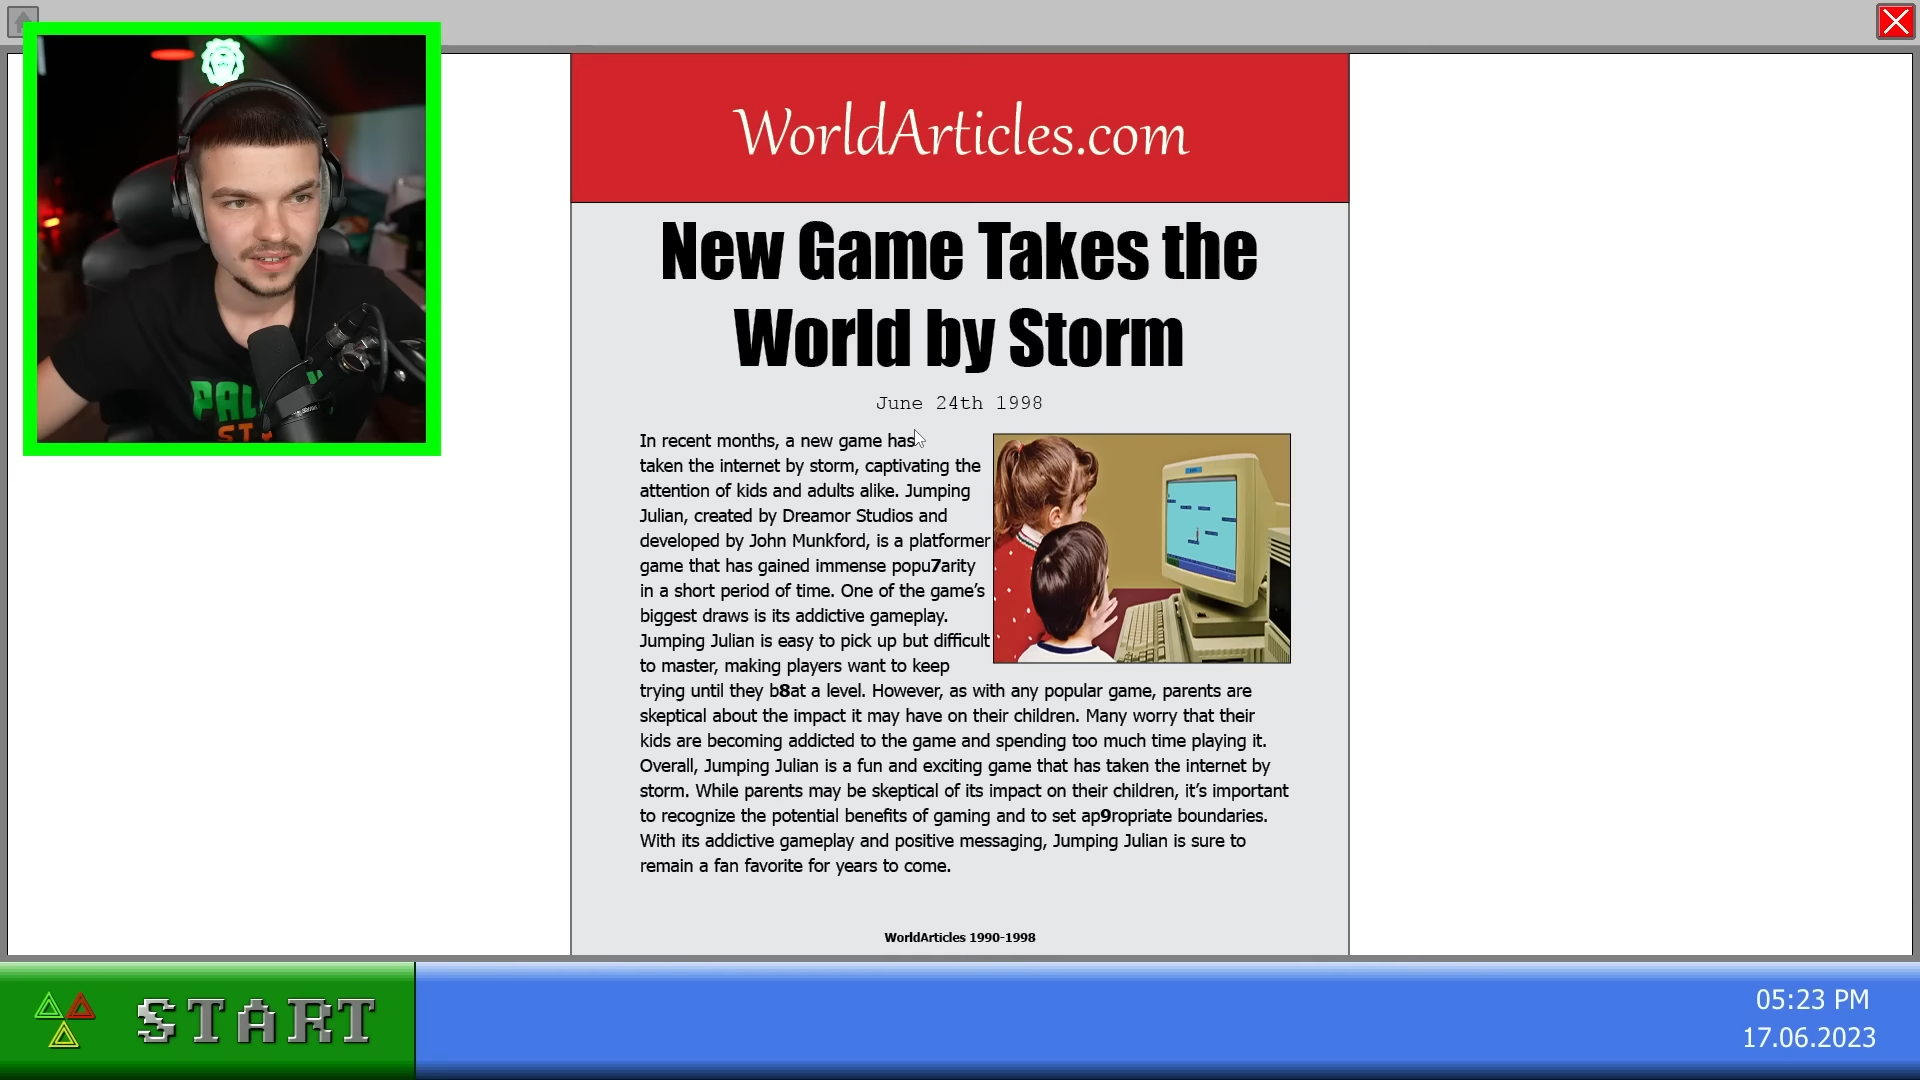 WorldArticles.com
New Game Takes the
World by Storm
June 24th 1998
In recent months, a new game has
taken the internet by storm, captivating the
attention of kids and adults alike. Jumping
Julian, created by Dreamor Studios and
developed by John Munkford, is a platformer
game that has gained immense popu7arity
in a short period of time. One of the game's
biggest draws is its addictive gameplay.
Jumping Julian is easy to pick up but difficult
to master, making players want to keep
trying until they b8at a level. However, as with any popular game, parents are
skeptical about the impact it may have on their children. Many worry that their
kids are becoming addicted to the game and spending too much time playing it.
Overall, Jumping Julian is a fun and exciting game that has taken the internet by
storm. While parents may be skeptical of its impact on their children, it's important
to recognize the potential benefits of gaming and to set ap9ropriate boundaries.
With its addictive gameplay and positive messaging, Jumping Julian is sure to
remain a fan favorite for years to come.
WorldArticles 1990-1998
START
05:23 PM
17.06.2023